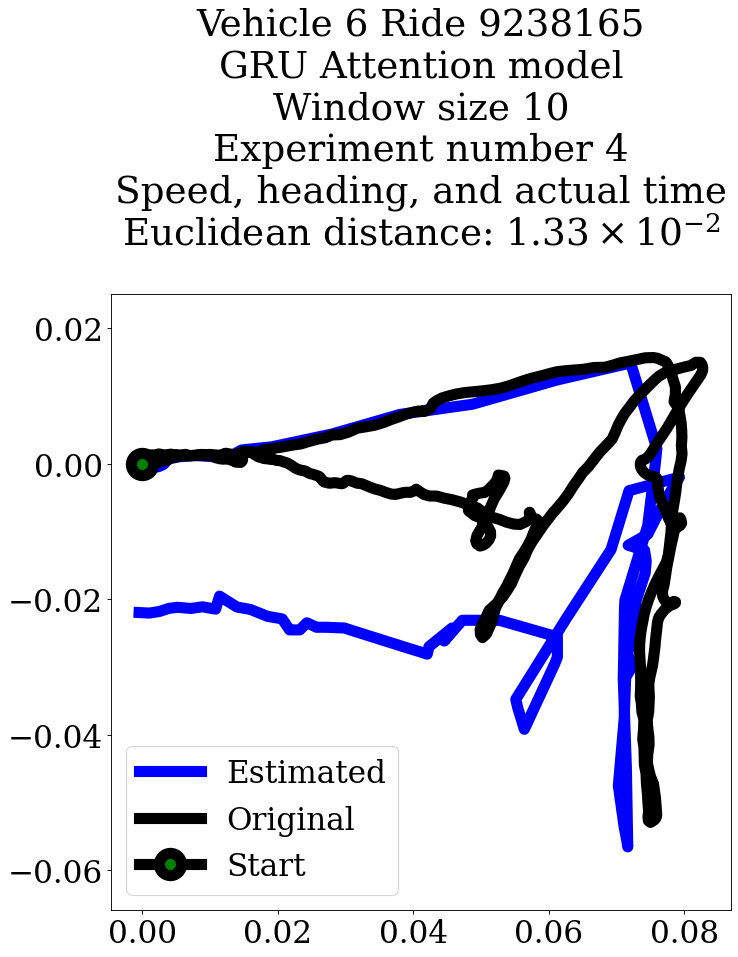 Vehicle 6 Ride 9238165
GRU Attention model
Window size 10
Experiment number 4
Speed, heading, and actual time
Euclidean distance: 1.33 × 10⁻²
0.02
0.00
−0.02
−0.04
−0.06
Estimated
Original
Start
0.00 0.02 0.04 0.06 0.08